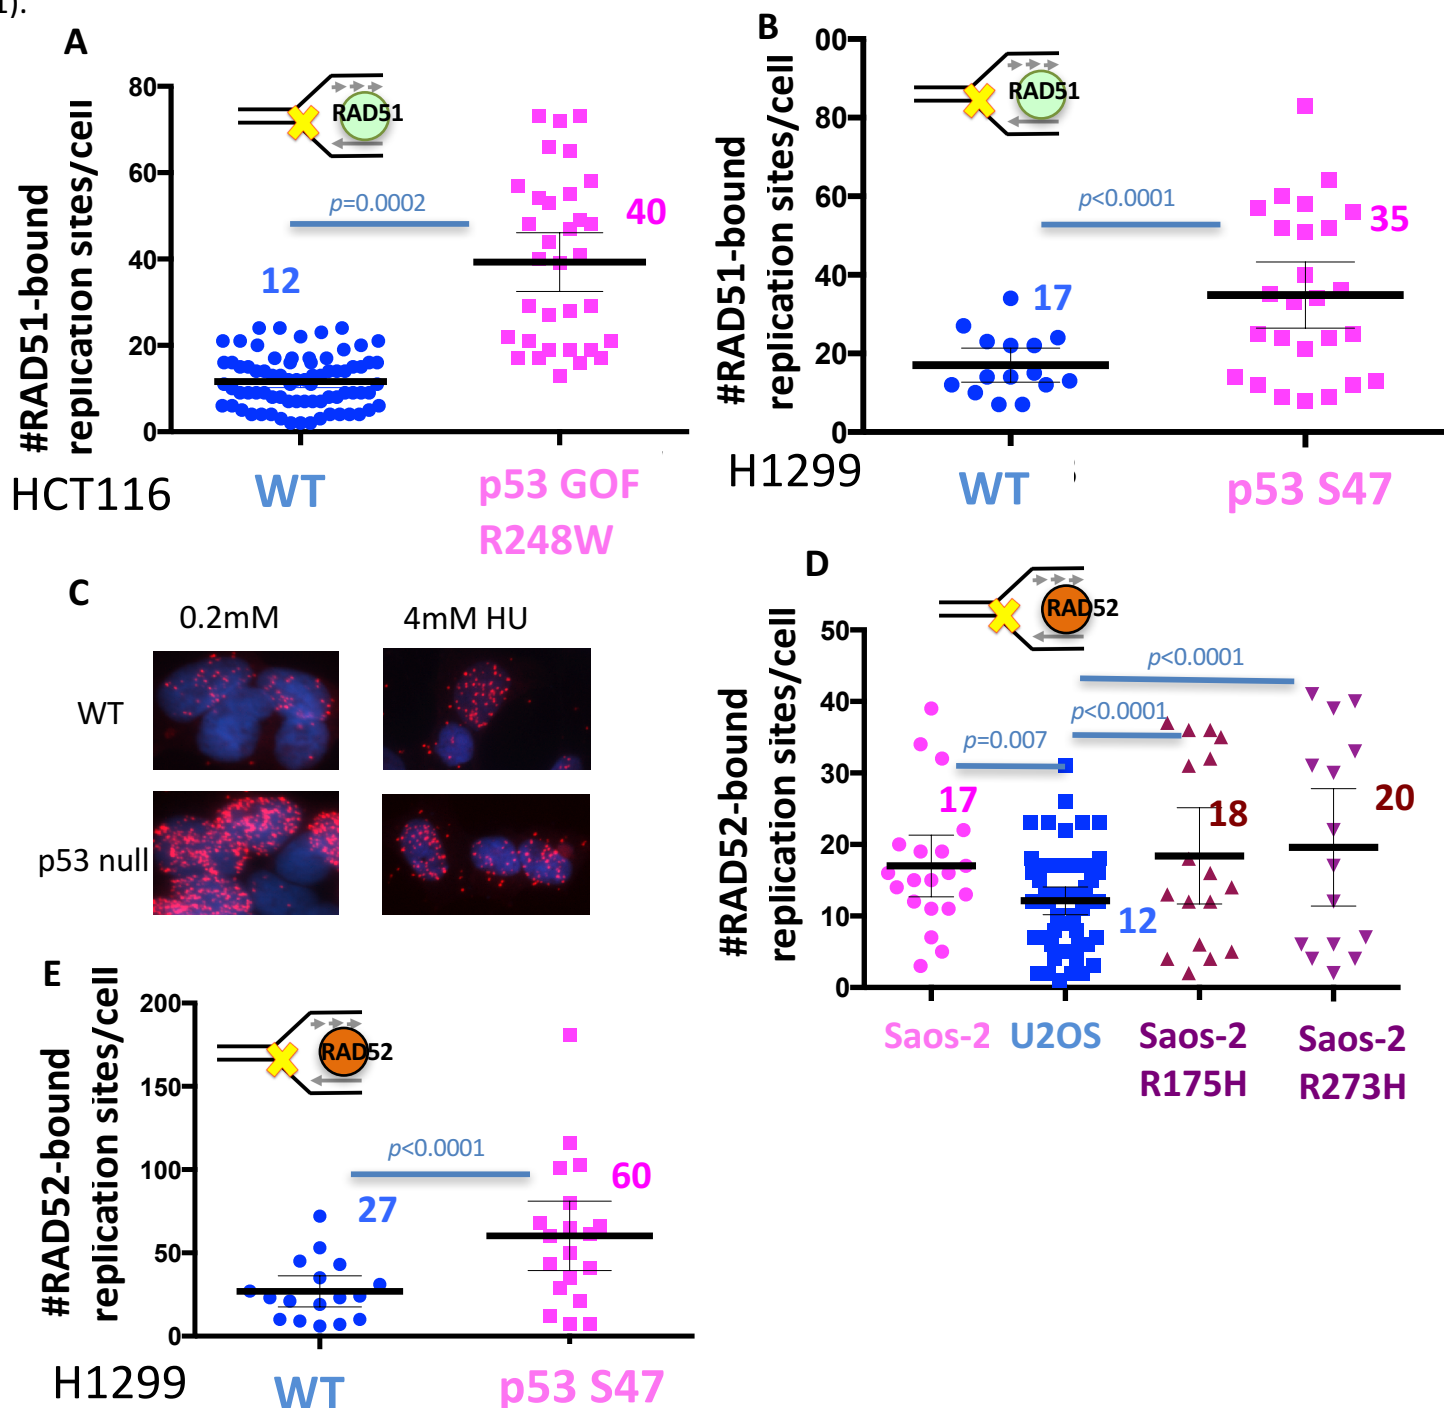 1).
A
#RAD51-bound
replication sites/cell
80
60
40
20
0
RAD51
p=0.0002
12
40
HCT116
WT
p53 GOF
R248W
B
#RAD51-bound
replication sites/cell
00
80
60
40
20
0
RAD51
p<0.0001
17
35
H1299
WT
p53 S47
C
0.2mM
4mM HU
WT
p53 null
D
#RAD52-bound
replication sites/cell
50
40
30
20
10
0
RAD52
p<0.0001
p<0.0001
p=0.007
17
12
18
20
Saos-2
U2OS
Saos-2
R175H
Saos-2
R273H
E
#RAD52-bound
replication sites/cell
200
150
100
50
0
RAD52
p<0.0001
27
60
H1299
WT
p53 S47